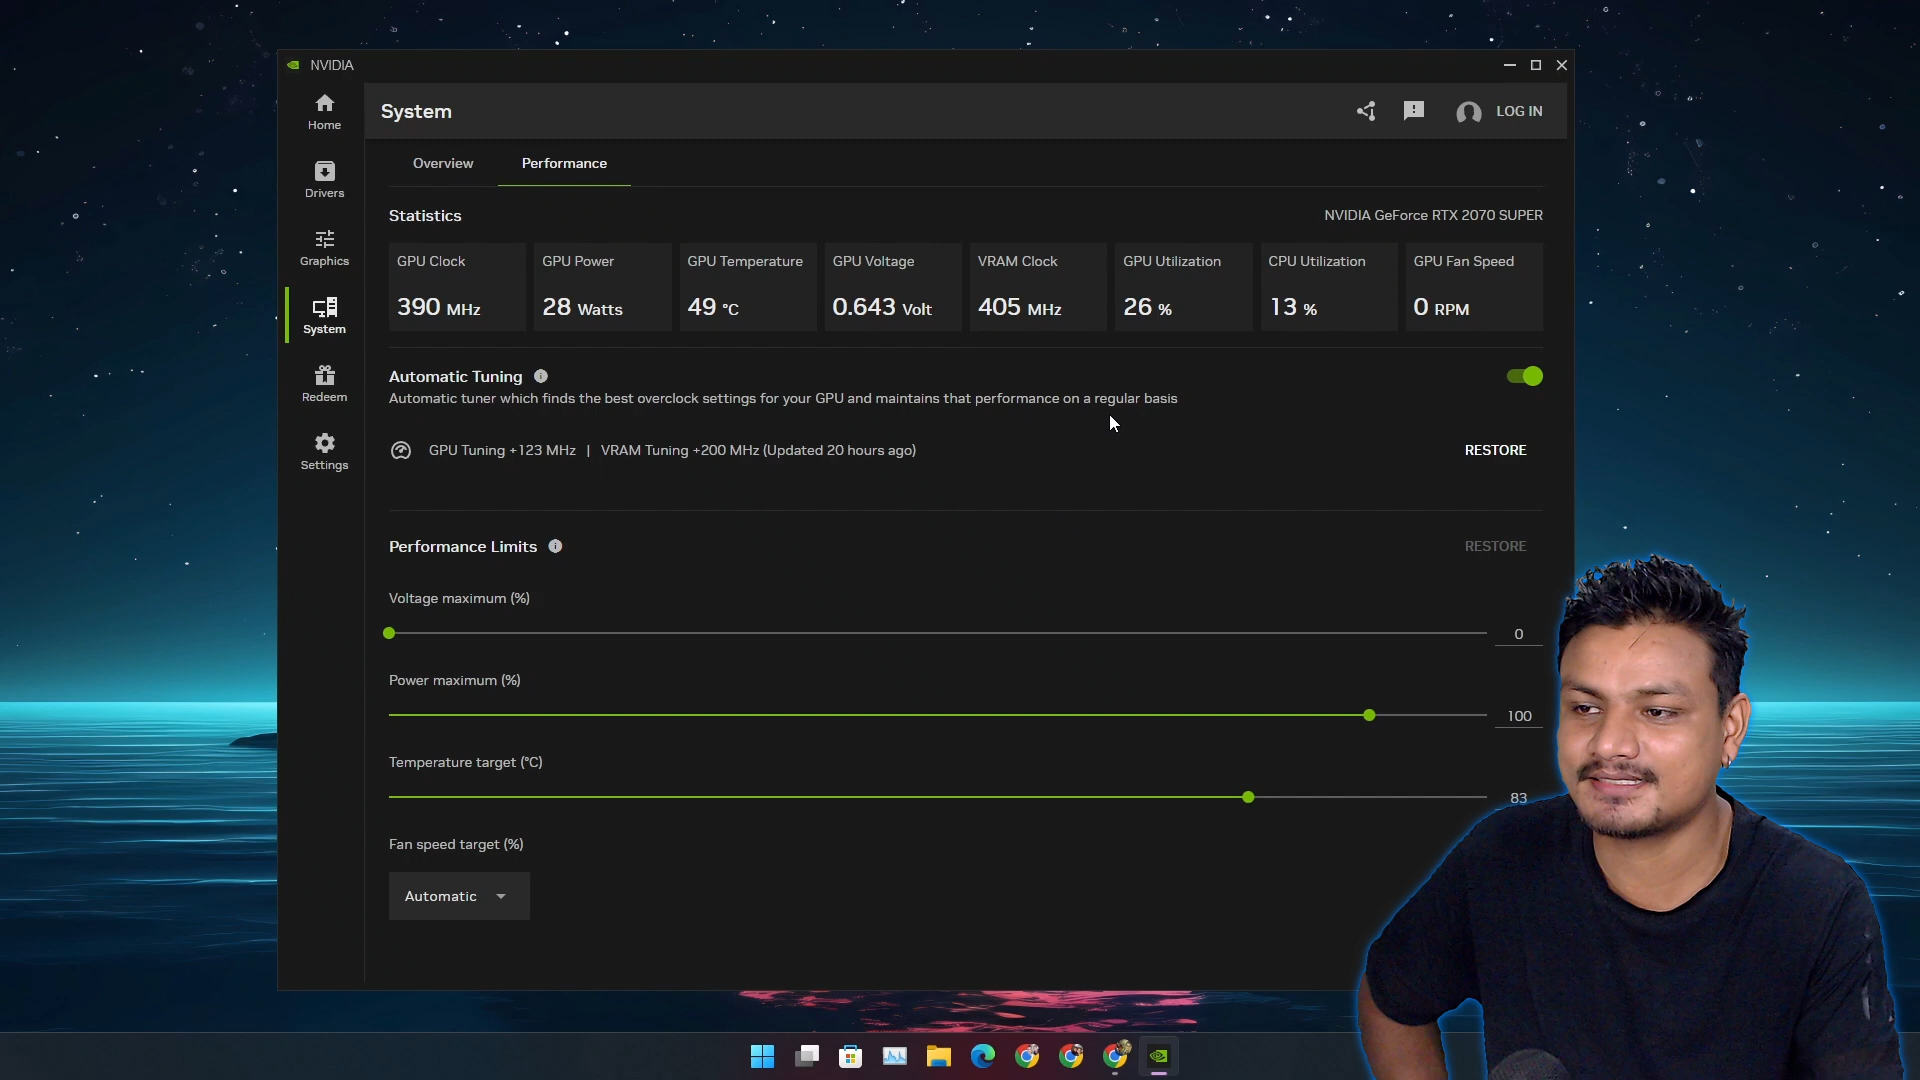 NVIDIA
System
LOG IN
Home
Drivers
Graphics
System
Redeem
Settings
Overview
Performance
Statistics
NVIDIA GeForce RTX 2070 SUPER
GPU Clock
390 MHz
GPU Power
28 Watts
GPU Temperature
49 °C
GPU Voltage
0.643 Volt
VRAM Clock
405 MHz
GPU Utilization
26 %
CPU Utilization
13 %
GPU Fan Speed
0 RPM
Automatic Tuning
Automatic tuner which finds the best overclock settings for your GPU and maintains that performance on a regular basis
GPU Tuning +123 MHz | VRAM Tuning +200 MHz (Updated 20 hours ago)
RESTORE
Performance Limits
RESTORE
Voltage maximum (%)
0
Power maximum (%)
100
Temperature target (°C)
83
Fan speed target (%)
Automatic